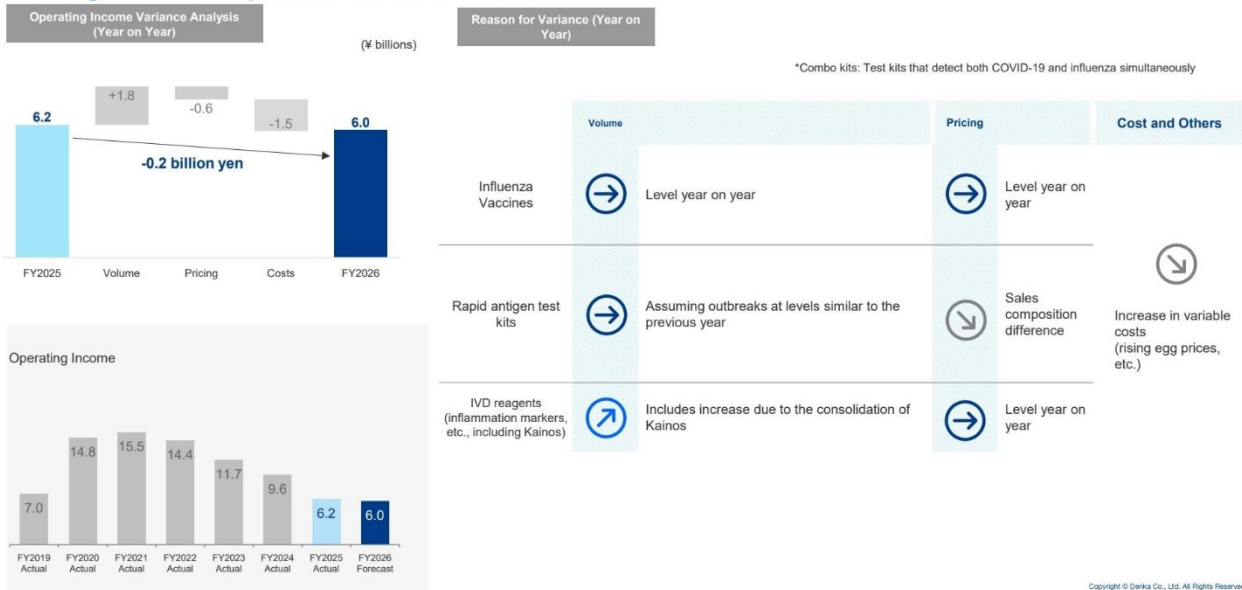 Operating Income Variance Analysis
(Year on Year)
(¥ billions)
6.2
+1.8
-0.6
-1.5
6.0
-0.2 billion yen
FY2025
Volume
Pricing
Costs
FY2026
Operating Income
7.0
14.8
15.5
14.4
11.7
9.6
6.2
6.0
FY2019
Actual
FY2020
Actual
FY2021
Actual
FY2022
Actual
FY2023
Actual
FY2024
Actual
FY2025
Actual
FY2026
Forecast
Reason for Variance (Year on
Year)
*Combo kits: Test kits that detect both COVID-19 and influenza simultaneously
Volume
Pricing
Cost and Others
Influenza
Vaccines
Level year on year
Level year on
year
Rapid antigen test
kits
Assuming outbreaks at levels similar to the
previous year
Sales
composition
difference
Increase in variable
costs
(rising egg prices,
etc.)
IVD reagents
(inflammation markers,
etc., including Kainos)
Includes increase due to the consolidation of
Kainos
Level year on
year
Copyright © Denka Co., Ltd. All Rights Reserve